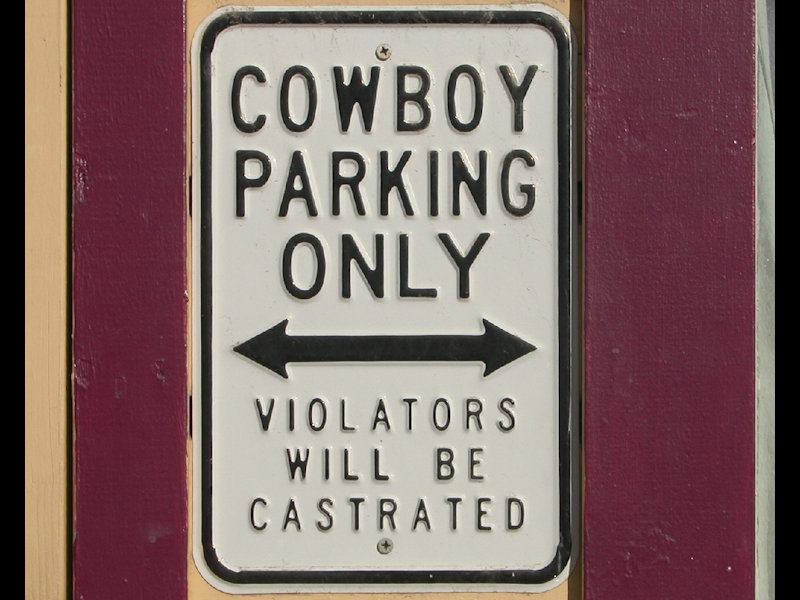 COWBOY
PARKING
ONLY
VIOLATORS
WILL BE
CASTRATED